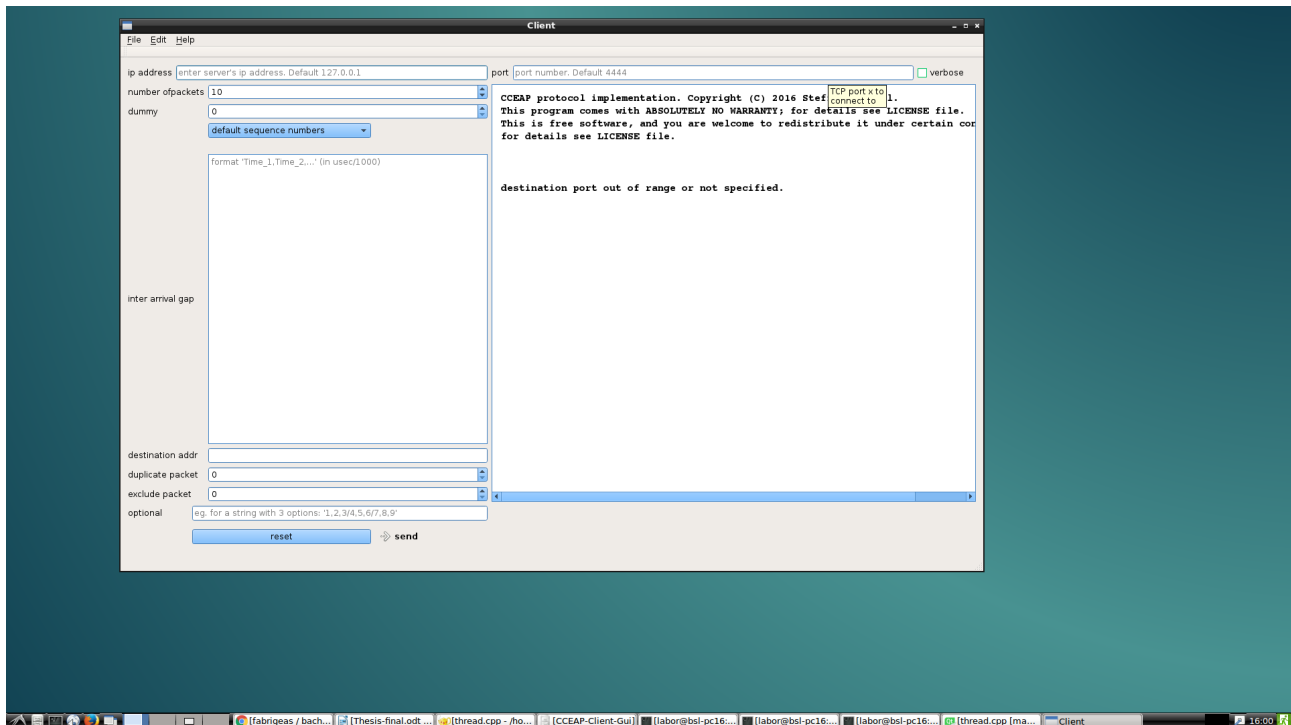 Client
File Edit Help
ip address enter server's ip address. Default 127.0.0.1 port port number. Default 4444 verbose
number ofpackets 10
dummy 0
default sequence numbers
TCP port x to
connect to
CCEAP protocol implementation. Copyright (C) 2016 Stef l.
This program comes with ABSOLUTELY NO WARRANTY; for details see LICENSE file.
This is free software, and you are welcome to redistribute it under certain con
for details see LICENSE file.
destination port out of range or not specified.
format 'Time_1,Time_2,...' (in usec/1000)
inter arrival gap
destination addr
duplicate packet 0
exclude packet 0
optional eg. for a string with 3 options: '1,2,3/4,5,6/7,8,9'
reset send
[fabrigeas / bach... [Thesis-final.odt ... [thread.cpp - /ho... [CCEAP-Client-Gui] [labor@bsl-pc16:... [labor@bsl-pc16:... [labor@bsl-pc16:... [thread.cpp [ma... Client 16:00